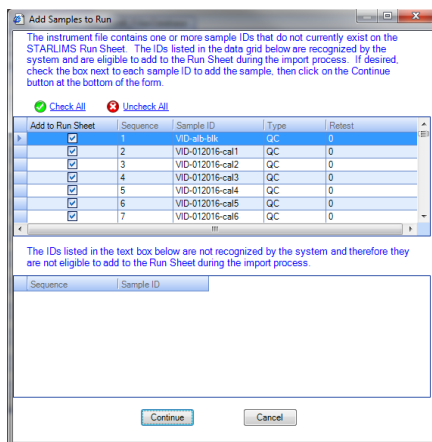 Add Samples to Run
The instrument file contains one or more sample IDs that do not currently exist on the
STARLIMS Run Sheet. The IDs listed in the data grid below are recognized by the
system and are eligible to add to the Run Sheet during the import process. If desired,
check the box next to each sample ID to add the sample, then click on the Continue
button at the bottom of the form.
Check All Uncheck All
Add to Run Sheet Sequence Sample ID Type Retest
1 VID-alb-blk QC 0
2 VID-012016-cal1 QC 0
3 VID-012016-cal2 QC 0
4 VID-012016-cal3 QC 0
5 VID-012016-cal4 QC 0
6 VID-012016-cal5 QC 0
7 VID-012016-cal6 QC 0
The IDs listed in the text box below are not recognized by the system and therefore they
are not eligible to add to the Run Sheet during the import process.
Sequence Sample ID
Continue Cancel